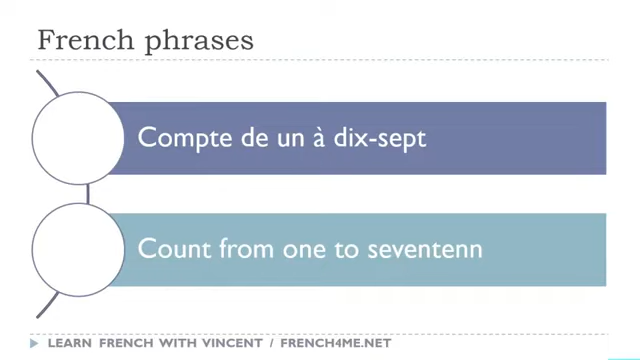 French phrases
Compte de un à dix-sept
Count from one to seventenn
LEARN FRENCH WITH VINCENT / FRENCH4ME.NET